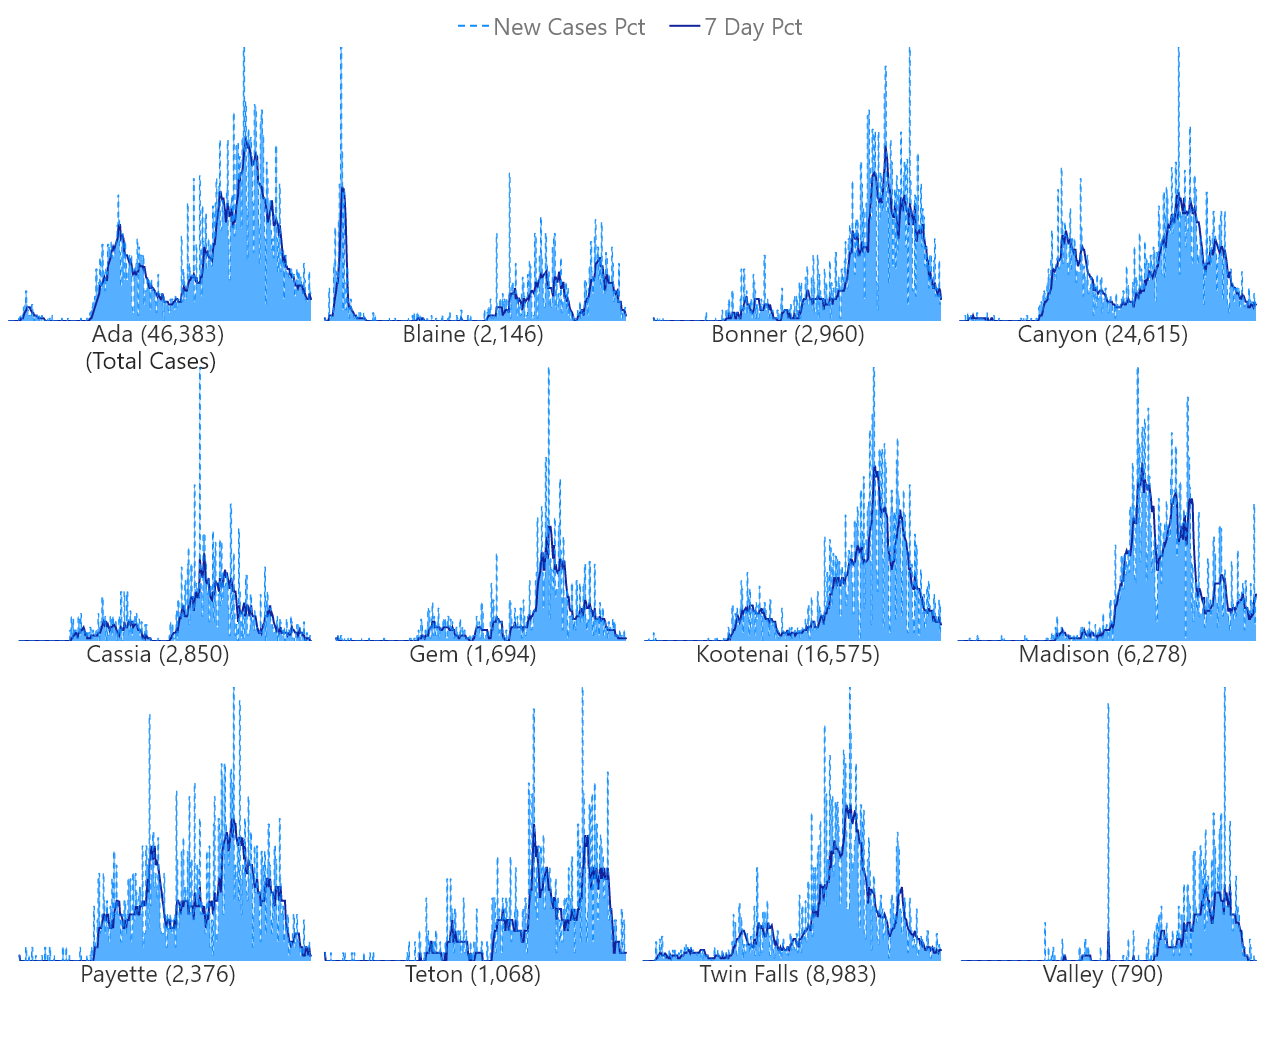 New Cases Pct 7 Day Pct
Ada (46,383) Blaine (2,146) Bonner (2,960) Canyon (24,615)
(Total Cases)
Cassia (2,850) Gem (1,694) Kootenai (16,575) Madison (6,278)
Payette (2,376) Teton (1,068) Twin Falls (8,983) Valley (790)